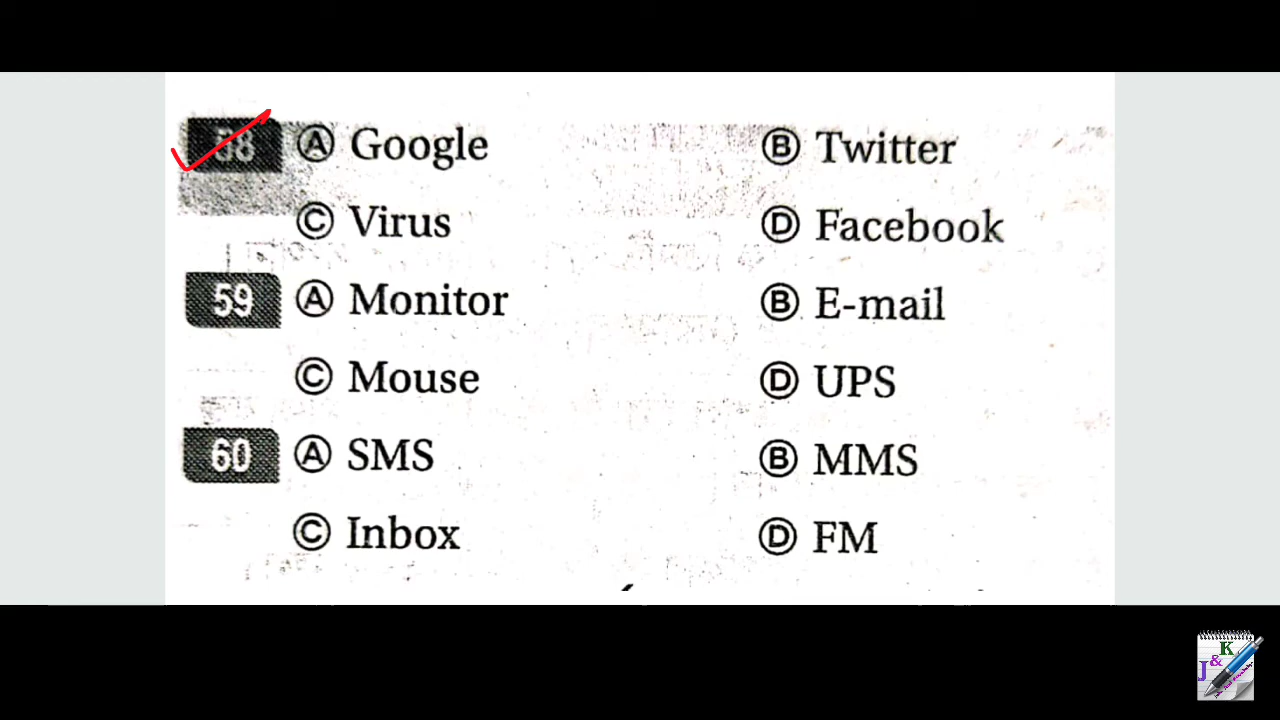 58 Ⓐ Google Ⓑ Twitter
Ⓒ Virus Ⓓ Facebook
59 Ⓐ Monitor Ⓑ E-mail
Ⓒ Mouse Ⓓ UPS
60 Ⓐ SMS Ⓑ MMS
Ⓒ Inbox Ⓓ FM
J&K